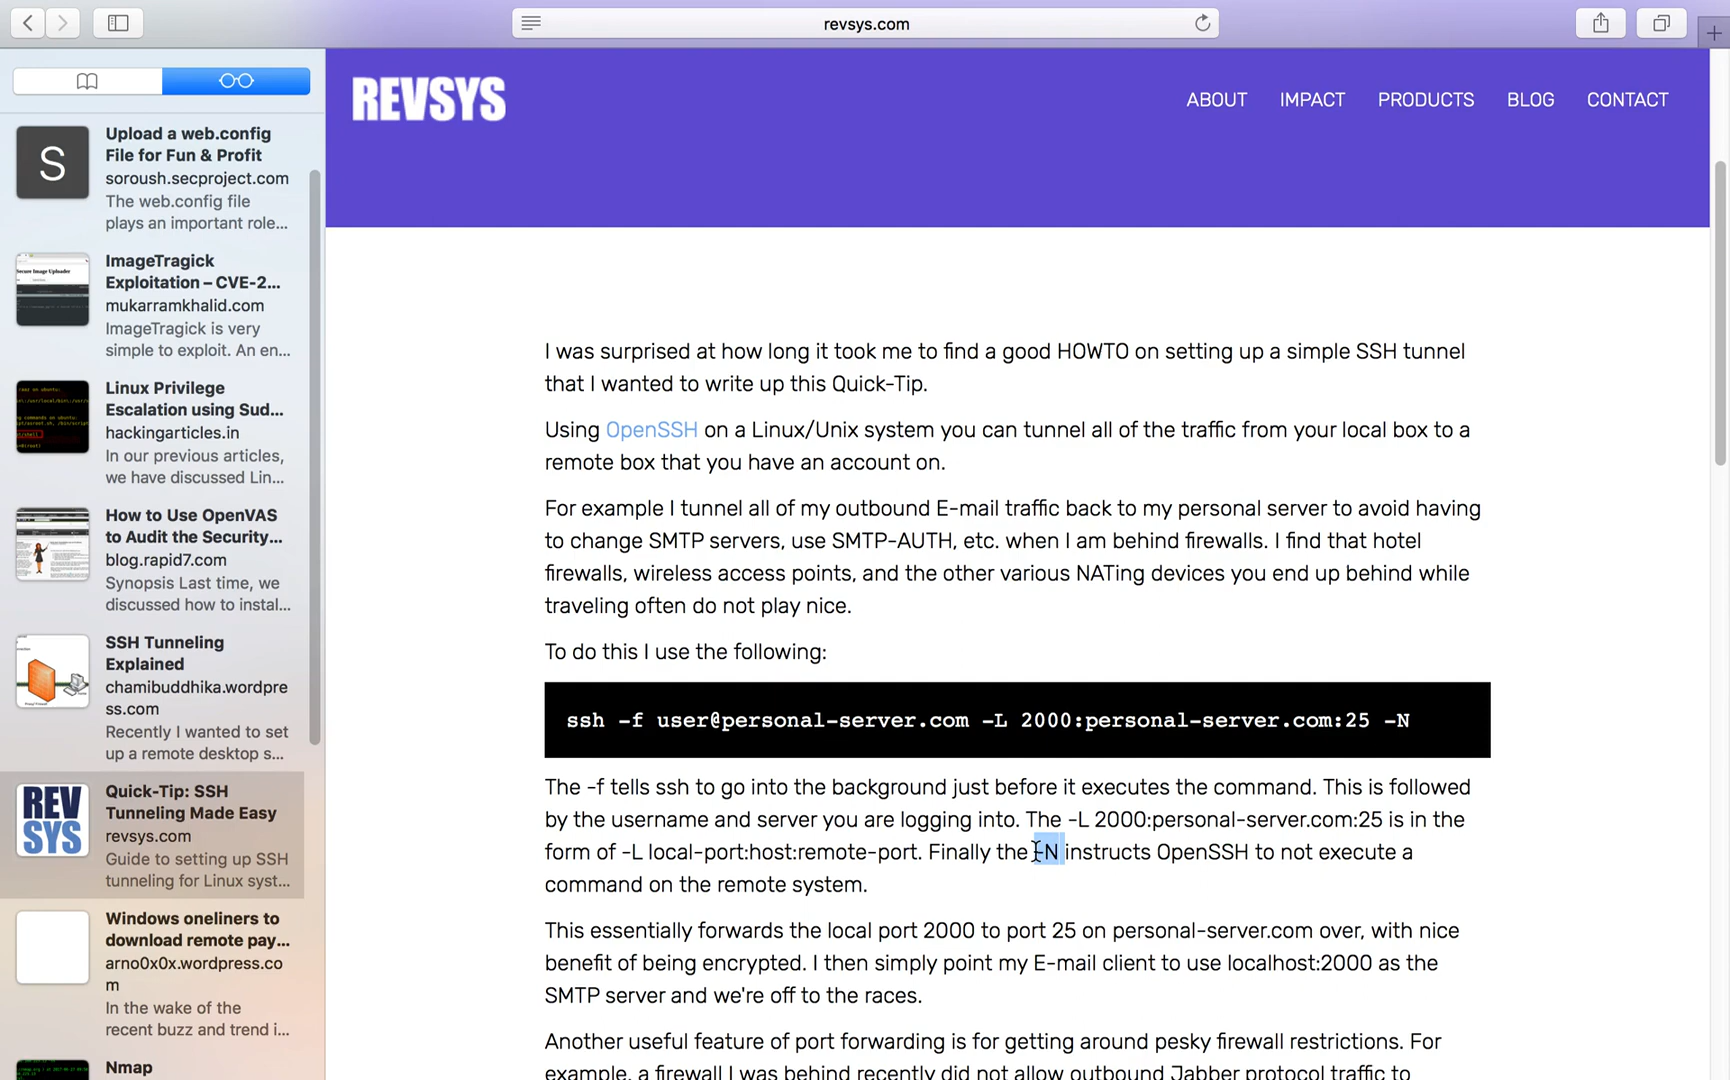 revsys.com
Upload a web.config
File for Fun & Profit
soroush.secproject.com
The web.config file
plays an important role...
S
ImageTragick
Exploitation – CVE-2...
mukarramkhalid.com
ImageTragick is very
simple to exploit. An en...
Linux Privilege
Escalation using Sud...
hackingarticles.in
In our previous articles,
we have discussed Lin...
How to Use OpenVAS
to Audit the Security...
blog.rapid7.com
Synopsis Last time, we
discussed how to instal...
SSH Tunneling
Explained
chamibuddhika.wordpre
ss.com
Recently I wanted to set
up a remote desktop s...
REV
SYS
Quick-Tip: SSH
Tunneling Made Easy
revsys.com
Guide to setting up SSH
tunneling for Linux syst...
Windows oneliners to
download remote pay...
arno0x0x.wordpress.co
m
In the wake of the
recent buzz and trend i...
Nmap
REVSYS
ABOUT IMPACT PRODUCTS BLOG CONTACT
I was surprised at how long it took me to find a good HOWTO on setting up a simple SSH tunnel
that I wanted to write up this Quick-Tip.
Using OpenSSH on a Linux/Unix system you can tunnel all of the traffic from your local box to a
remote box that you have an account on.
For example I tunnel all of my outbound E-mail traffic back to my personal server to avoid having
to change SMTP servers, use SMTP-AUTH, etc. when I am behind firewalls. I find that hotel
firewalls, wireless access points, and the other various NATing devices you end up behind while
traveling often do not play nice.
To do this I use the following:
ssh -f user@personal-server.com -L 2000:personal-server.com:25 -N
The -f tells ssh to go into the background just before it executes the command. This is followed
by the username and server you are logging into. The -L 2000:personal-server.com:25 is in the
form of -L local-port:host:remote-port. Finally the -N instructs OpenSSH to not execute a
command on the remote system.
This essentially forwards the local port 2000 to port 25 on personal-server.com over, with nice
benefit of being encrypted. I then simply point my E-mail client to use localhost:2000 as the
SMTP server and we're off to the races.
Another useful feature of port forwarding is for getting around pesky firewall restrictions. For
example, a firewall I was behind recently did not allow outbound Jabber protocol traffic to